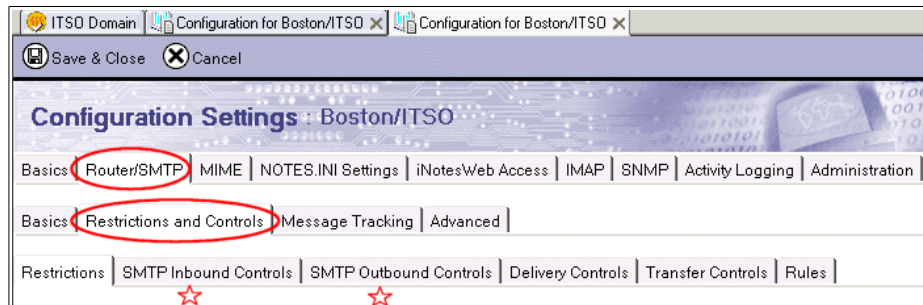 ITSO Domain Configuration for Boston/ITSO Configuration for Boston/ITSO
Save & Close Cancel
Configuration Settings : Boston/ITSO
Basics Router/SMTP MIME NOTES.INI Settings iNotesWeb Access IMAP SNMP Activity Logging Administration
Basics Restrictions and Controls Message Tracking Advanced
Restrictions SMTP Inbound Controls SMTP Outbound Controls Delivery Controls Transfer Controls Rules